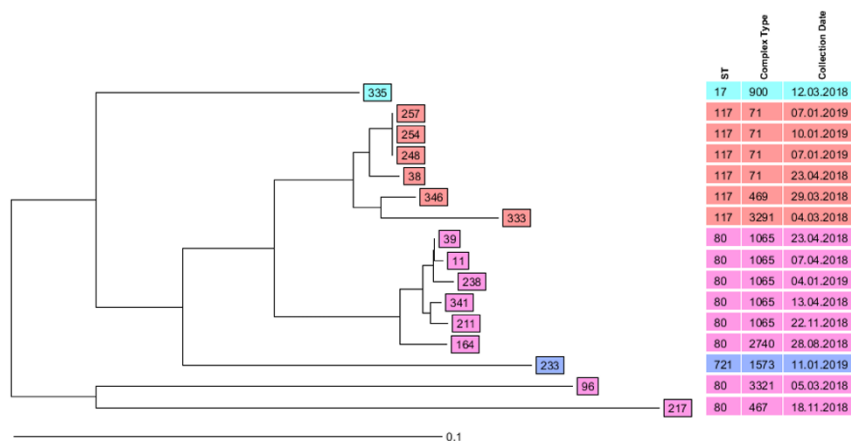 ST Complex Type Collection Date
335 17 900 12.03.2018
257 117 71 07.01.2019
254 117 71 10.01.2019
248 117 71 07.01.2019
38 117 71 23.04.2018
346 117 469 29.03.2018
333 117 3291 04.03.2018
39 80 1065 23.04.2018
11 80 1065 07.04.2018
238 80 1065 04.01.2019
341 80 1065 13.04.2018
211 80 1065 22.11.2018
164 80 2740 28.08.2018
233 721 1573 11.01.2019
96 80 3321 05.03.2018
217 80 467 18.11.2018
0.1